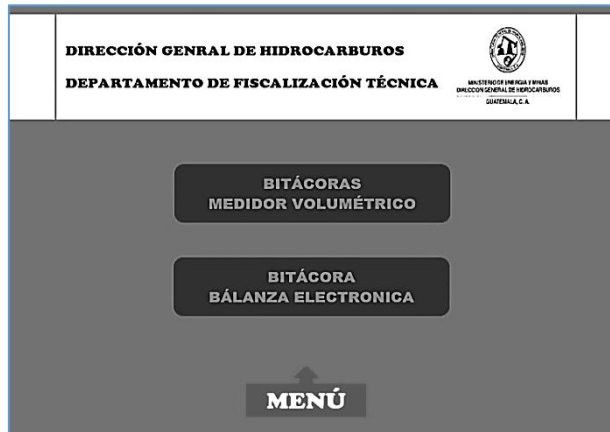 DIRECCIÓN GENRAL DE HIDROCARBUROS
DEPARTAMENTO DE FISCALIZACIÓN TÉCNICA
MINISTERIO DE ENERGIA Y MINAS
DIRECCION GENERAL DE HIDROCARBUROS
GUATEMALA, C. A.
BITÁCORAS
MEDIDOR VOLUMÉTRICO
BITÁCORA
BÁLANZA ELECTRONICA
MENÚ